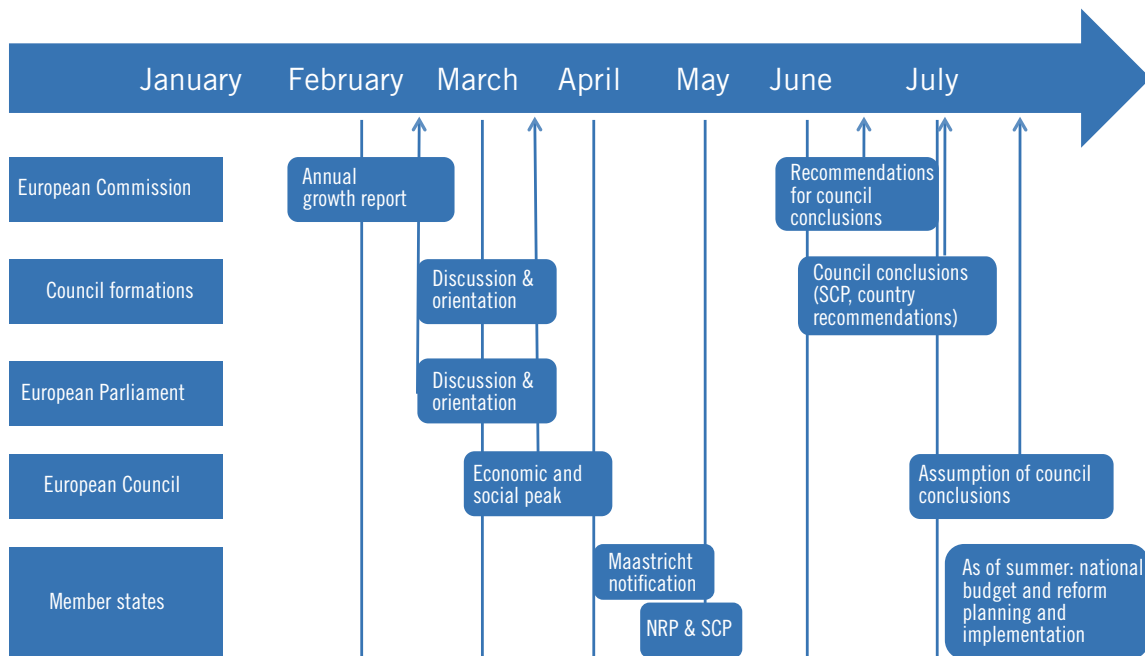 January February March April May June July
European Commission
Annual
growth report
Recommendations
for council
conclusions
Council formations
Discussion &
orientation
Council conclusions
(SCP, country
recommendations)
European Parliament
Discussion &
orientation
European Council
Economic and
social peak
Assumption of council
conclusions
Member states
Maastricht
notification
NRP & SCP
As of summer: national
budget and reform
planning and
implementation